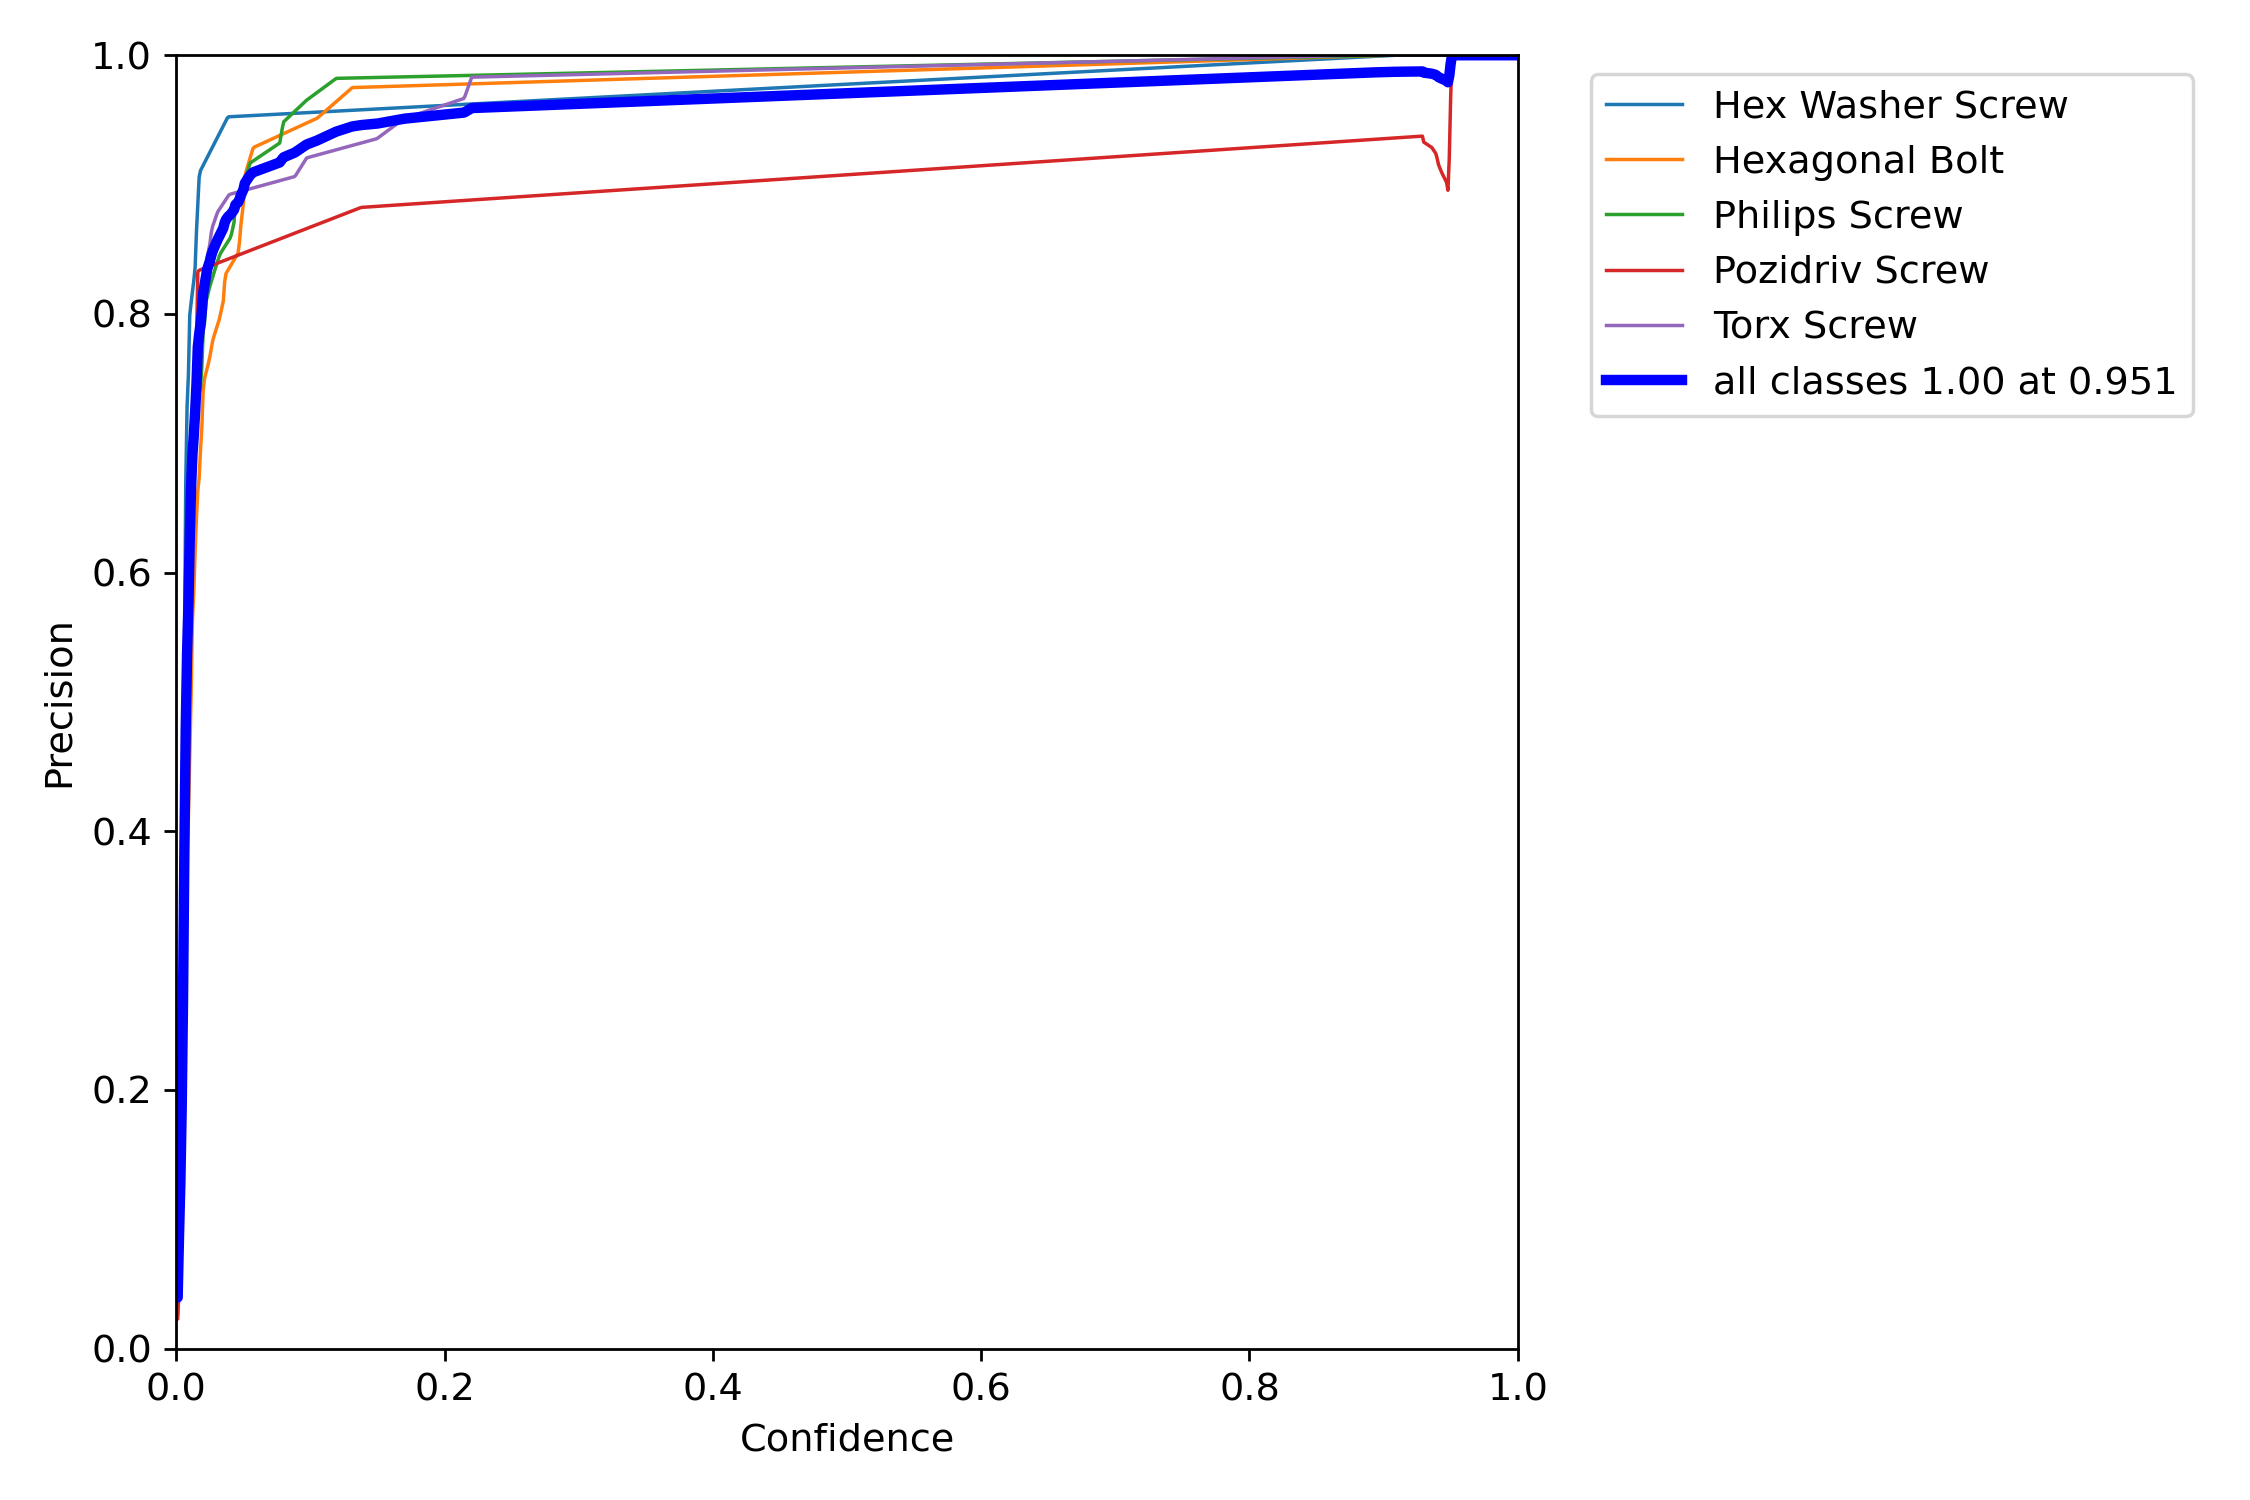 1.0
0.8
0.6
0.4
0.2
0.0
Precision
0.0 0.2 0.4 0.6 0.8 1.0
Confidence
Hex Washer Screw
Hexagonal Bolt
Philips Screw
Pozidriv Screw
Torx Screw
all classes 1.00 at 0.951